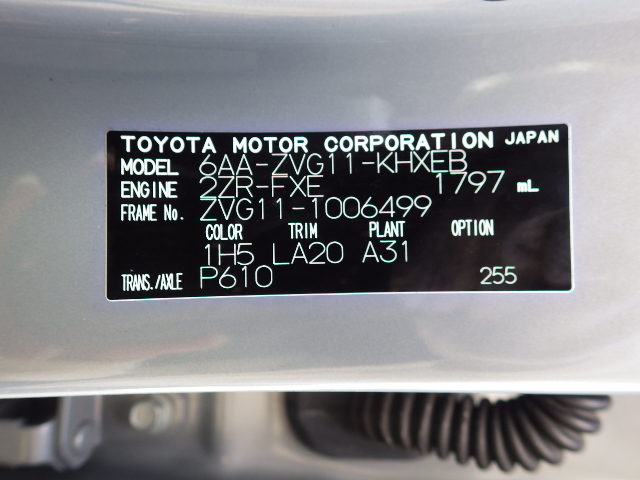 TOYOTA MOTOR CORPORATION JAPAN
MODEL 6AA-ZVG11-KHXEB
ENGINE 2ZR-FXE 1797 mL
FRAME No. ZVG11-1006499
COLOR TRIM PLANT OPTION
1H5 LA20 A31
TRANS./AXLE P610 255